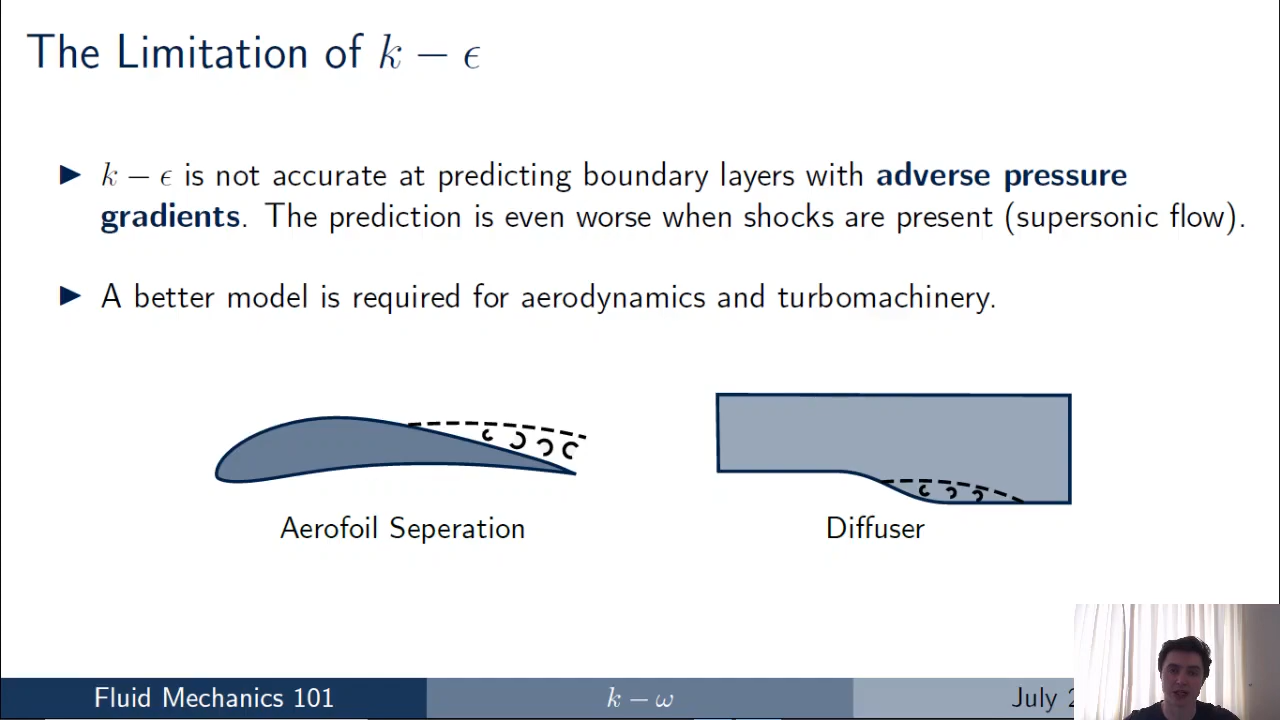 The Limitation of k − ϵ
k − ϵ is not accurate at predicting boundary layers with adverse pressure
gradients. The prediction is even worse when shocks are present (supersonic flow).
A better model is required for aerodynamics and turbomachinery.
Aerofoil Seperation
Diffuser
Fluid Mechanics 101
k − ω
July